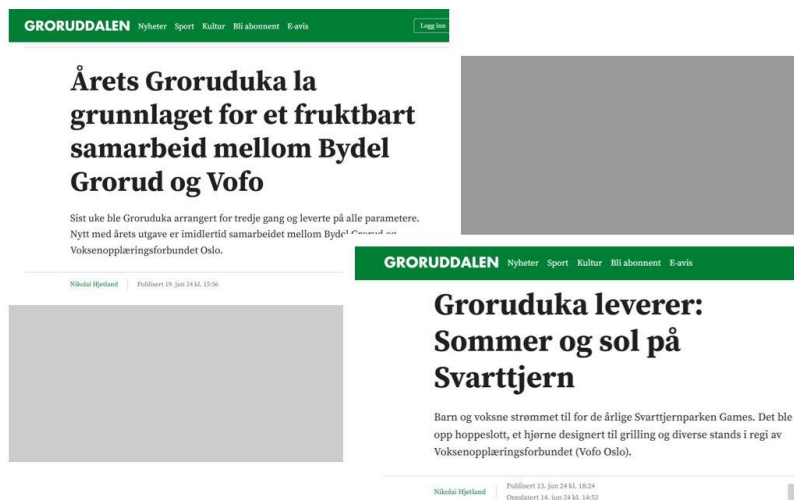 GRORUDDALEN Nyheter Sport Kultur Bli abonnent E-avis Logg inn
Årets Groruduka la
grunnlaget for et fruktbart
samarbeid mellom Bydel
Grorud og Vofo
Sist uke ble Groruduka arrangert for tredje gang og leverte på alle parametere.
Nytt med årets utgave er imidlertid samarbeidet mellom Bydel Grorud og
Voksenopplæringsforbundet Oslo.
Nikolai Hjetland Publisert 19. jun 24 kl. 15:56
GRORUDDALEN Nyheter Sport Kultur Bli abonnent E-avis
Groruduka leverer:
Sommer og sol på
Svarttjern
Barn og voksne strømmet til for de årlige Svarttjernparken Games. Det ble
opp hoppeslott, et hjørne designert til grilling og diverse stands i regi av
Voksenopplæringsforbundet (Vofo Oslo).
Nikolai Hjetland Publisert 13. jun 24 kl. 18:24
Oppdatert 14. jun 24 kl. 14:52